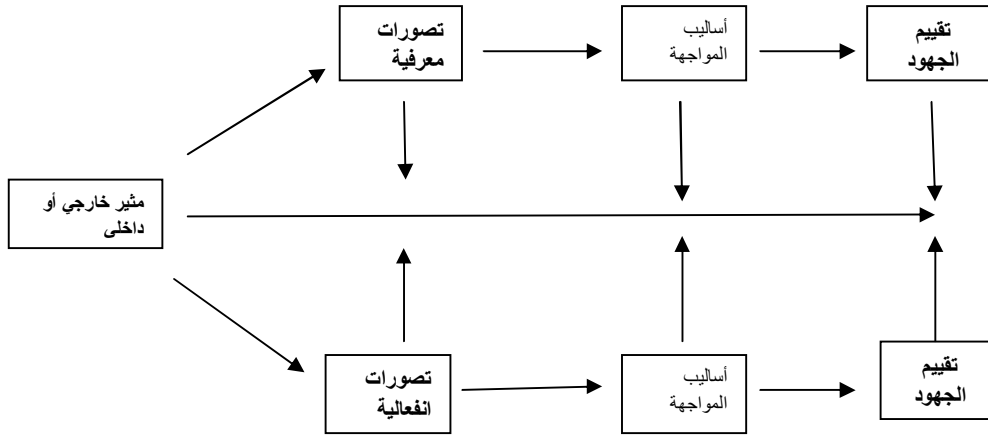 تصورات
معرفية
أساليب
المواجهة
تقييم
الجهود
مثير خارجي أو
داخلى
تصورات
انفعالية
أساليب
المواجهة
تقييم
الجهود